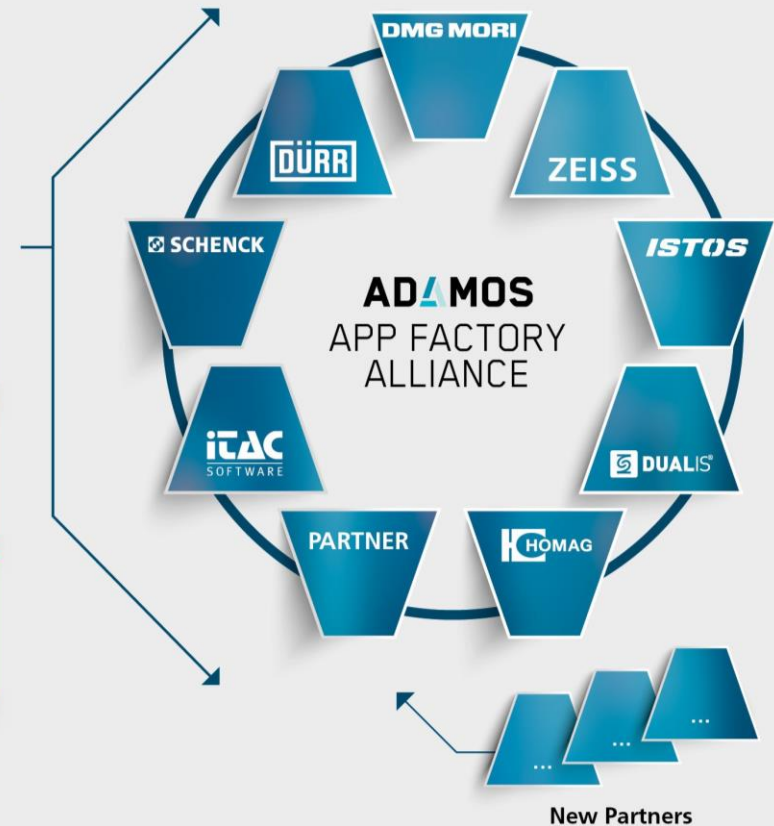 DMG MORI
DÜRR
ZEISS
SCHENCK
ISTOS
ADAMOS
APP FACTORY
ALLIANCE
iTAC
SOFTWARE
DUALIS®
PARTNER
HOMAG
...
...
...
New Partners